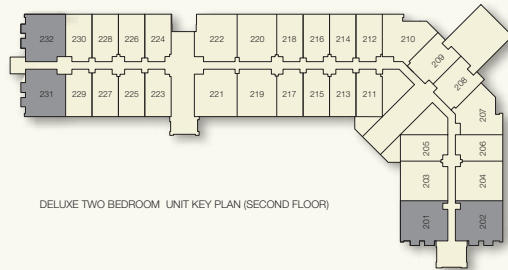 232 230 228 226 224 222 220 218 216 214 212 210
209
208
207
231 229 227 225 223 221 219 217 215 213 211
205 206
203 204
201 202
DELUXE TWO BEDROOM UNIT KEY PLAN (SECOND FLOOR)